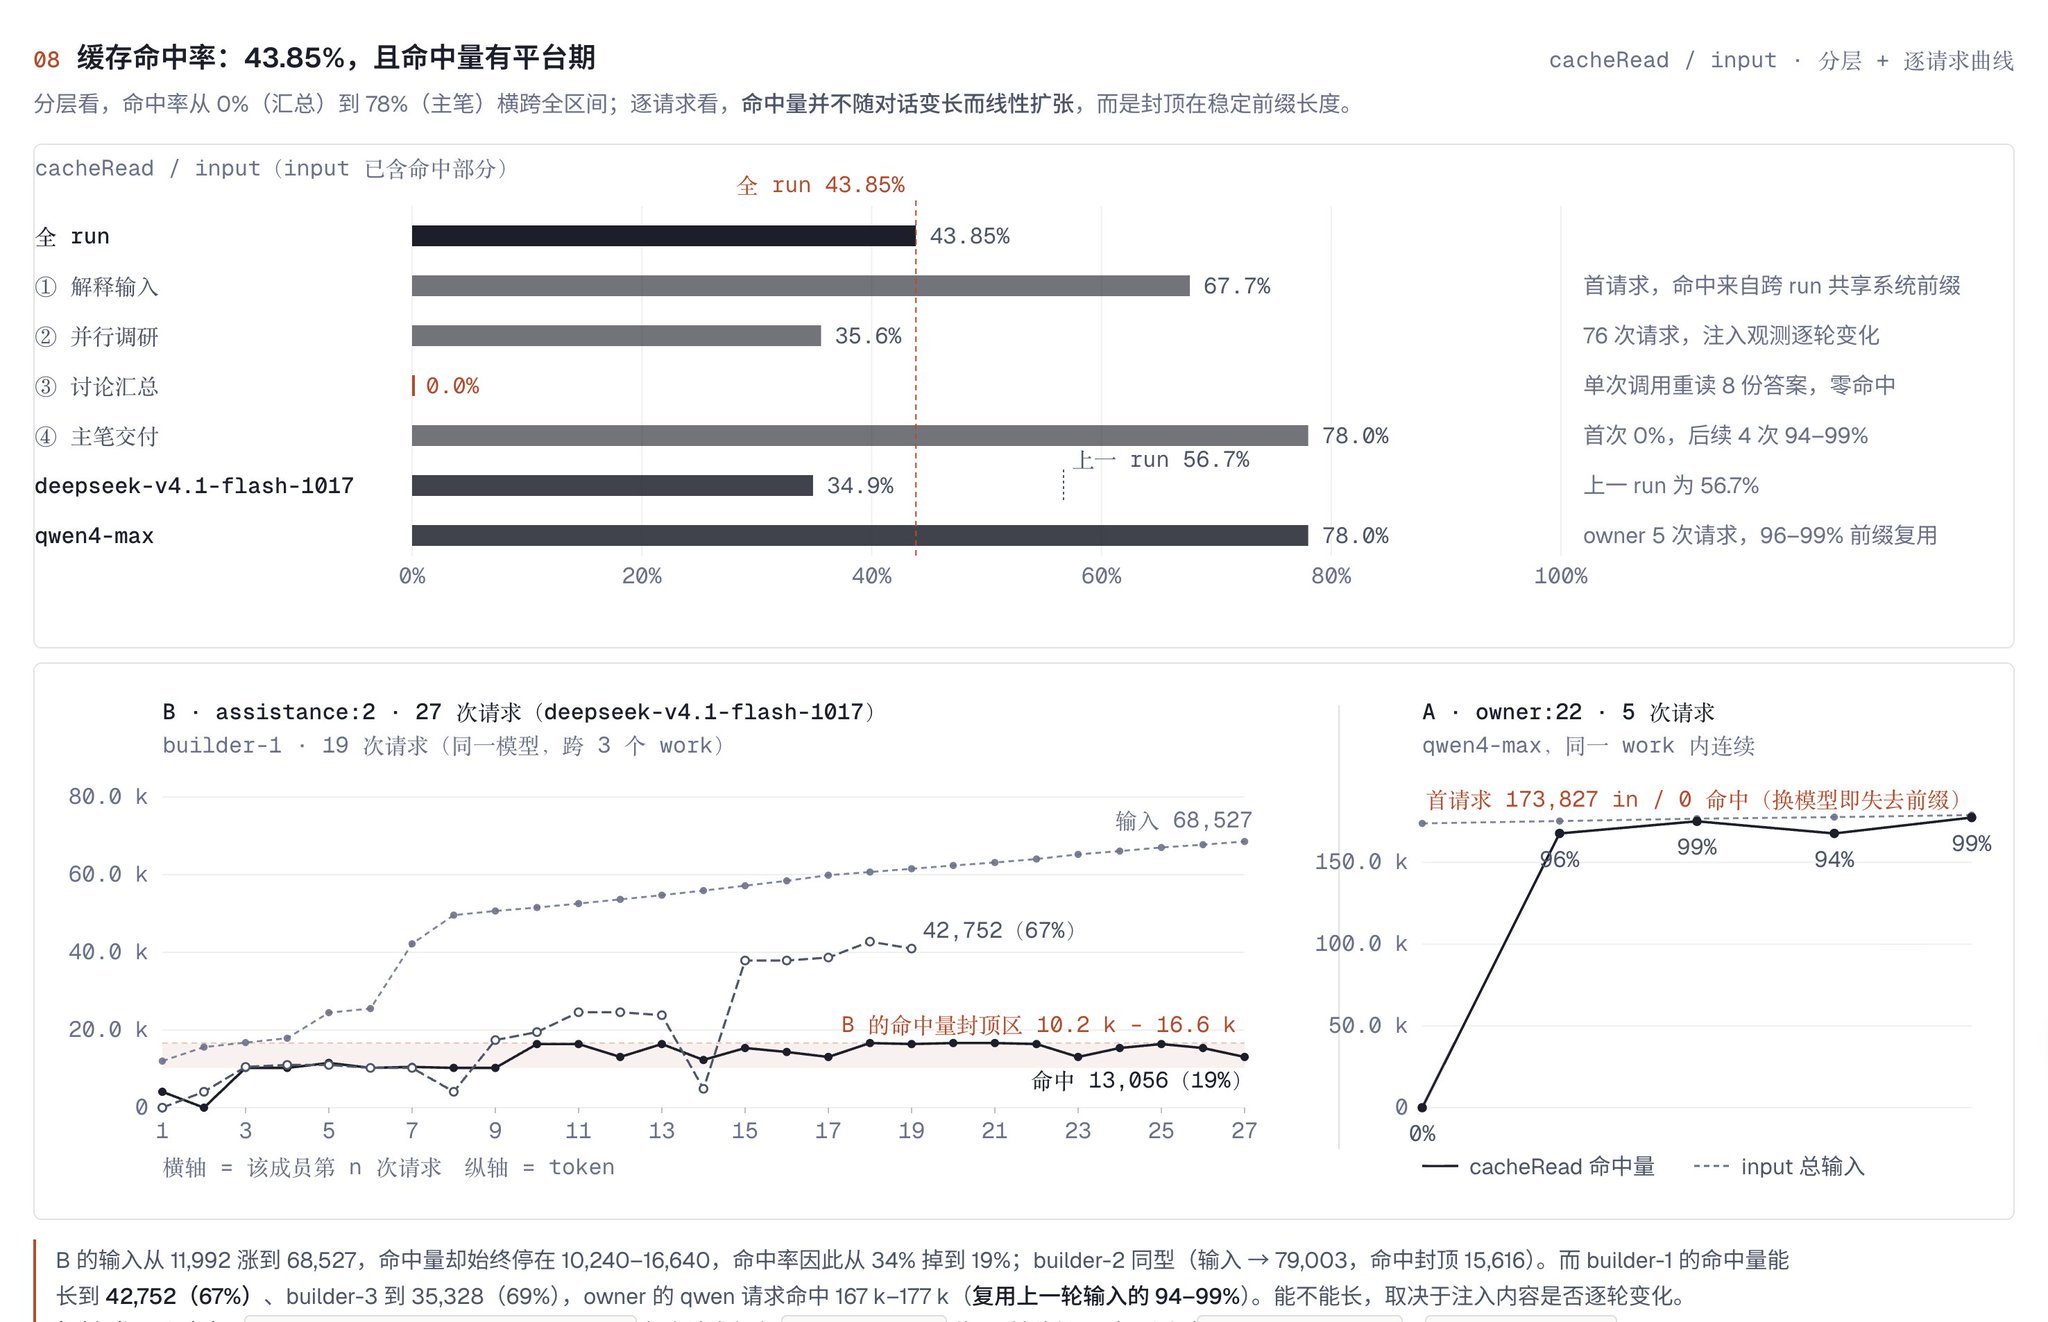 08 缓存命中率：43.85%，且命中量有平台期
cacheRead / input · 分层 + 逐请求曲线
分层看，命中率从 0%（汇总）到 78%（主笔）横跨全区间；逐请求看，命中量并不随对话变长而线性扩张，而是封顶在稳定前缀长度。
cacheRead / input（input 已含命中部分）
全 run 43.85%
全 run 43.85%
① 解释输入 67.7% 首请求，命中来自跨 run 共享系统前缀
② 并行调研 35.6% 76 次请求，注入观测逐轮变化
③ 讨论汇总 0.0% 单次调用重读 8 份答案，零命中
④ 主笔交付 78.0% 首次 0%，后续 4 次 94–99%
上一 run 56.7%
deepseek-v4.1-flash-1017 34.9% 上一 run 为 56.7%
qwen4-max 78.0% owner 5 次请求，96–99% 前缀复用
0% 20% 40% 60% 80% 100%
B · assistance:2 · 27 次请求（deepseek-v4.1-flash-1017）
builder-1 · 19 次请求（同一模型，跨 3 个 work）
80.0 k
输入 68,527
60.0 k
42,752（67%）
40.0 k
B 的命中量封顶区 10.2 k – 16.6 k
20.0 k
命中 13,056（19%）
0
1 3 5 7 9 11 13 15 17 19 21 23 25 27
横轴 = 该成员第 n 次请求 纵轴 = token
A · owner:22 · 5 次请求
qwen4-max，同一 work 内连续
首请求 173,827 in / 0 命中（换模型即失去前缀）
96% 99% 94% 99%
150.0 k
100.0 k
50.0 k
0
0%
cacheRead 命中量 input 总输入
B 的输入从 11,992 涨到 68,527，命中量却始终停在 10,240–16,640，命中率因此从 34% 掉到 19%；builder-2 同型（输入 → 79,003，命中封顶 15,616）。而 builder-1 的命中量能
长到 42,752（67%）、builder-3 到 35,328（69%），owner 的 qwen 请求命中 167 k–177 k（复用上一轮输入的 94–99%）。能不能长，取决于注入内容是否逐轮变化。